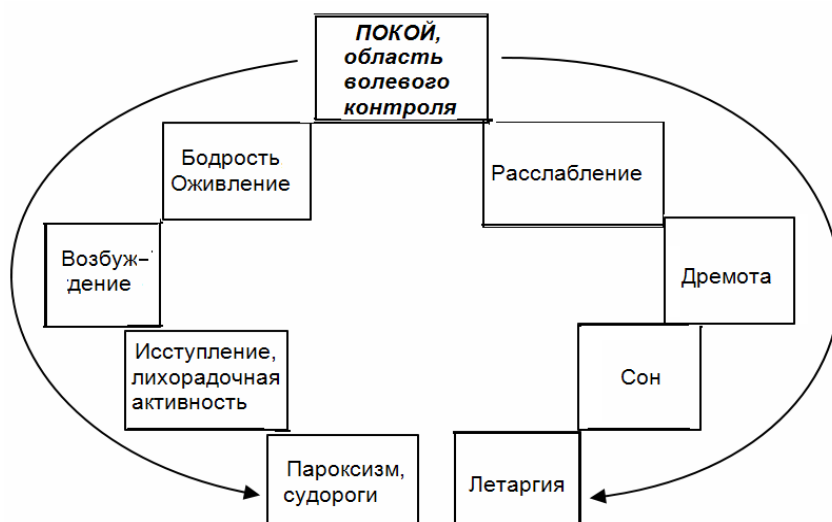 ПОКОЙ,
область
волевого
контроля
Бодрость
Оживление
Расслабление
Возбуж–
дение
Дремота
Исступление,
лихорадочная
активность
Сон
Пароксизм,
судороги
Летаргия